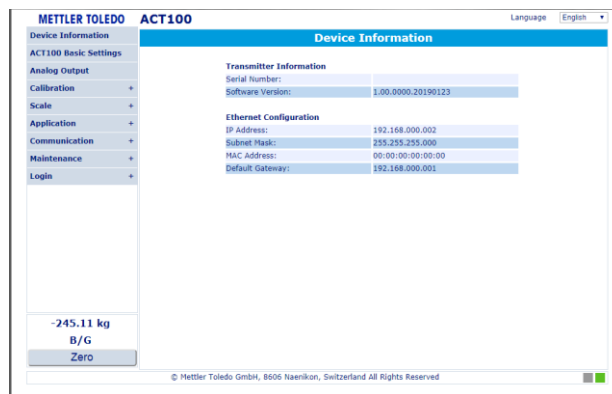 METTLER TOLEDO ACT100 Language English
Device Information
ACT100 Basic Settings
Analog Output
Calibration +
Scale +
Application +
Communication +
Maintenance +
Login +
Device Information
Transmitter Information
Serial Number:
Software Version: 1.00.0000.20190123
Ethernet Configuration
IP Address: 192.168.000.002
Subnet Mask: 255.255.255.000
MAC Address: 00:00:00:00:00:00
Default Gateway: 192.168.000.001
-245.11 kg
B/G
Zero
© Mettler Toledo GmbH, 8606 Naenikon, Switzerland All Rights Reserved